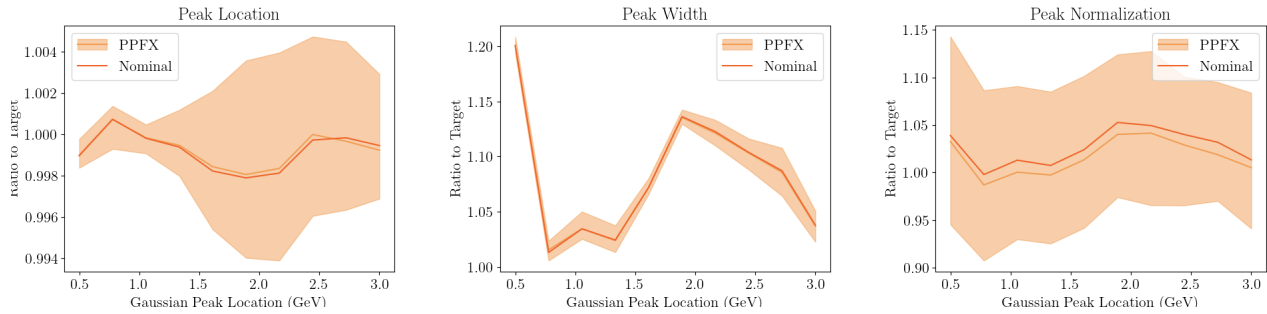 Peak Location
1.004
1.002
1.000
0.998
0.996
0.994
Ratio to Target
PPFX
Nominal
0.5
1.0
1.5
2.0
2.5
3.0
Gaussian Peak Location (GeV)
Peak Width
1.20
1.15
1.10
1.05
1.00
Ratio to Target
PPFX
Nominal
0.5
1.0
1.5
2.0
2.5
3.0
Gaussian Peak Location (GeV)
Peak Normalization
1.15
1.10
1.05
1.00
0.95
0.90
Ratio to Target
PPFX
Nominal
0.5
1.0
1.5
2.0
2.5
3.0
Gaussian Peak Location (GeV)